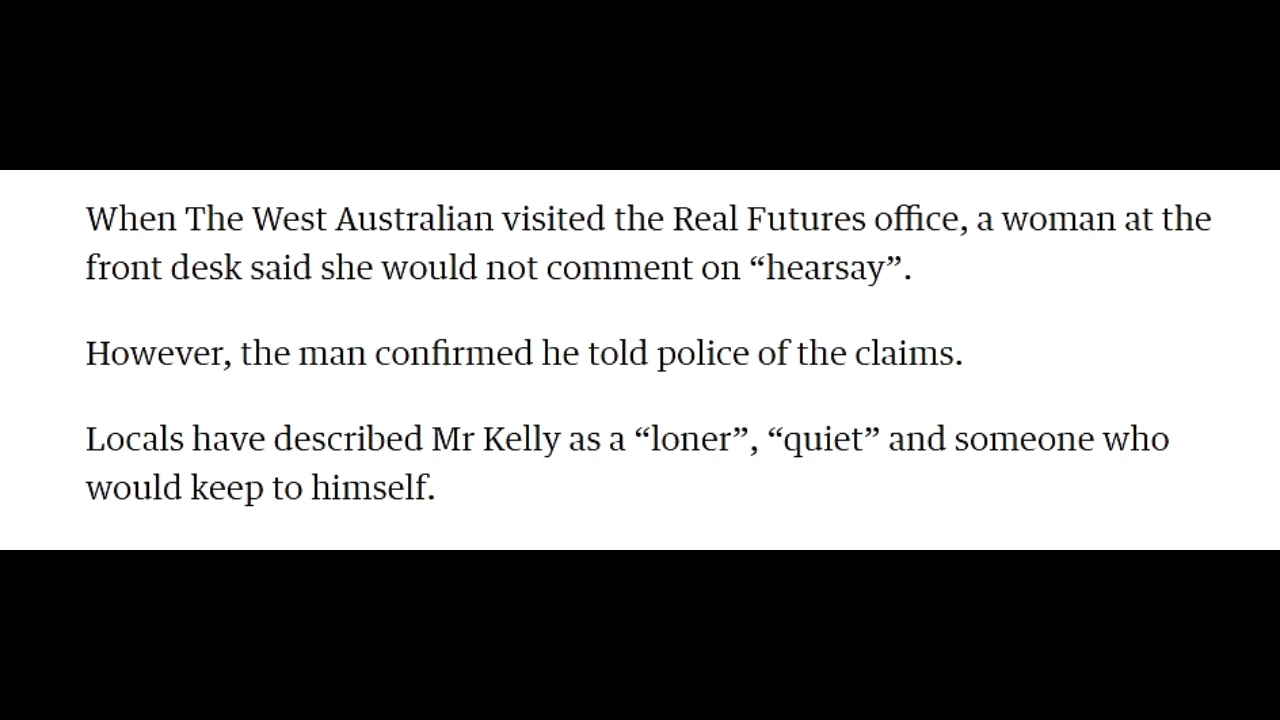 When The West Australian visited the Real Futures office, a woman at the
front desk said she would not comment on “hearsay”.
However, the man confirmed he told police of the claims.
Locals have described Mr Kelly as a “loner”, “quiet” and someone who
would keep to himself.